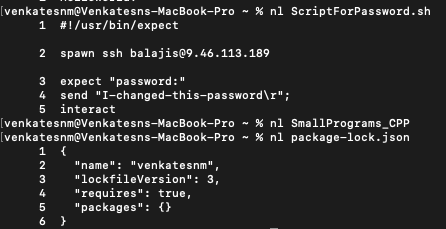 [venkatesnm@Venkatesns-MacBook-Pro ~ % nl ScriptForPassword.sh
1 #!/usr/bin/expect
2 spawn ssh balajis@9.46.113.189
3 expect "password:"
4 send "I-changed-this-password\r";
5 interact
[venkatesnm@Venkatesns-MacBook-Pro ~ % nl SmallPrograms_CPP
[venkatesnm@Venkatesns-MacBook-Pro ~ % nl package-lock.json
1 {
2 "name": "venkatesnm",
3 "lockfileVersion": 3,
4 "requires": true,
5 "packages": {}
6 }